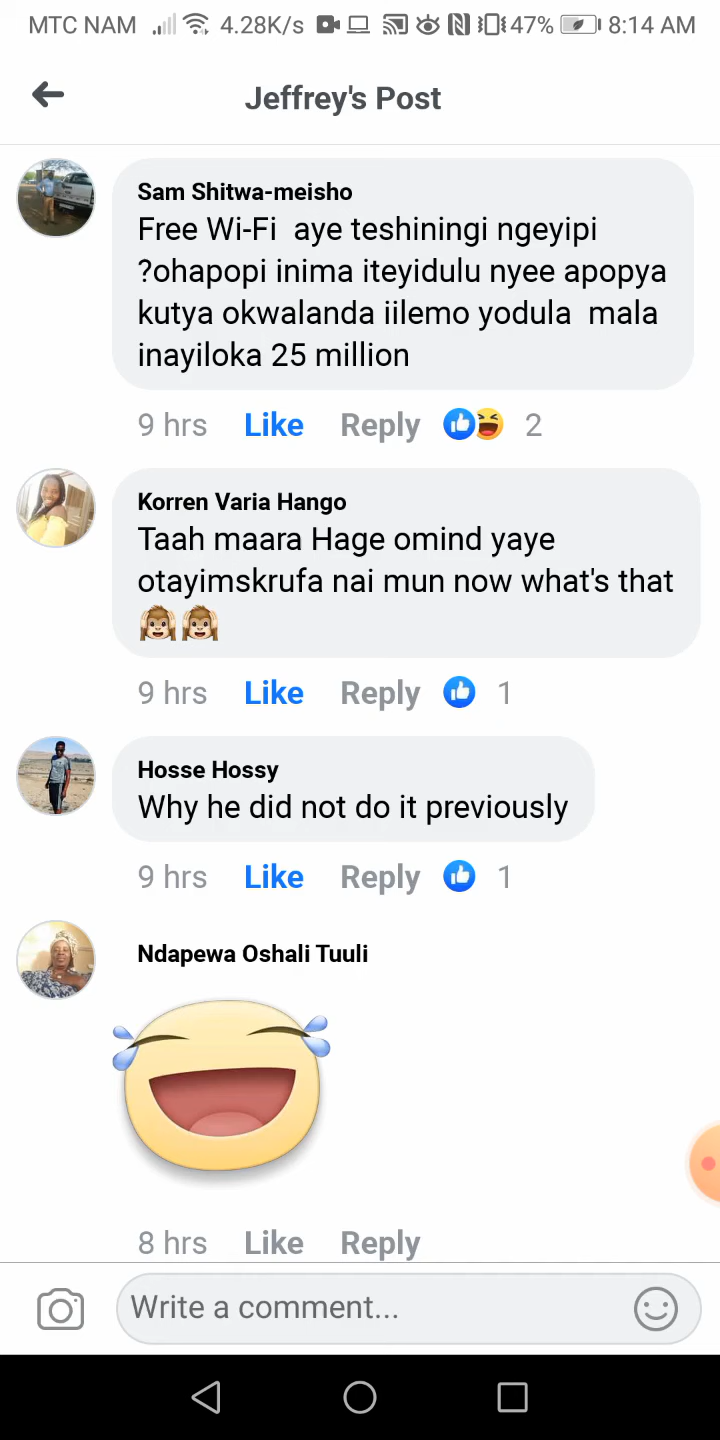 MTC NAM 4.28K/s 47% 8:14 AM
Jeffrey's Post
Sam Shitwa-meisho
Free Wi-Fi aye teshiningi ngeyipi
?ohapopi inima iteyidulu nyee apopya
kutya okwalanda iilemo yodula mala
inayiloka 25 million
9 hrs Like Reply 2
Korren Varia Hango
Taah maara Hage omind yaye
otayimskrufa nai mun now what's that
🙉🙉
9 hrs Like Reply 1
Hosse Hossy
Why he did not do it previously
9 hrs Like Reply 1
Ndapewa Oshali Tuuli
8 hrs Like Reply
Write a comment...